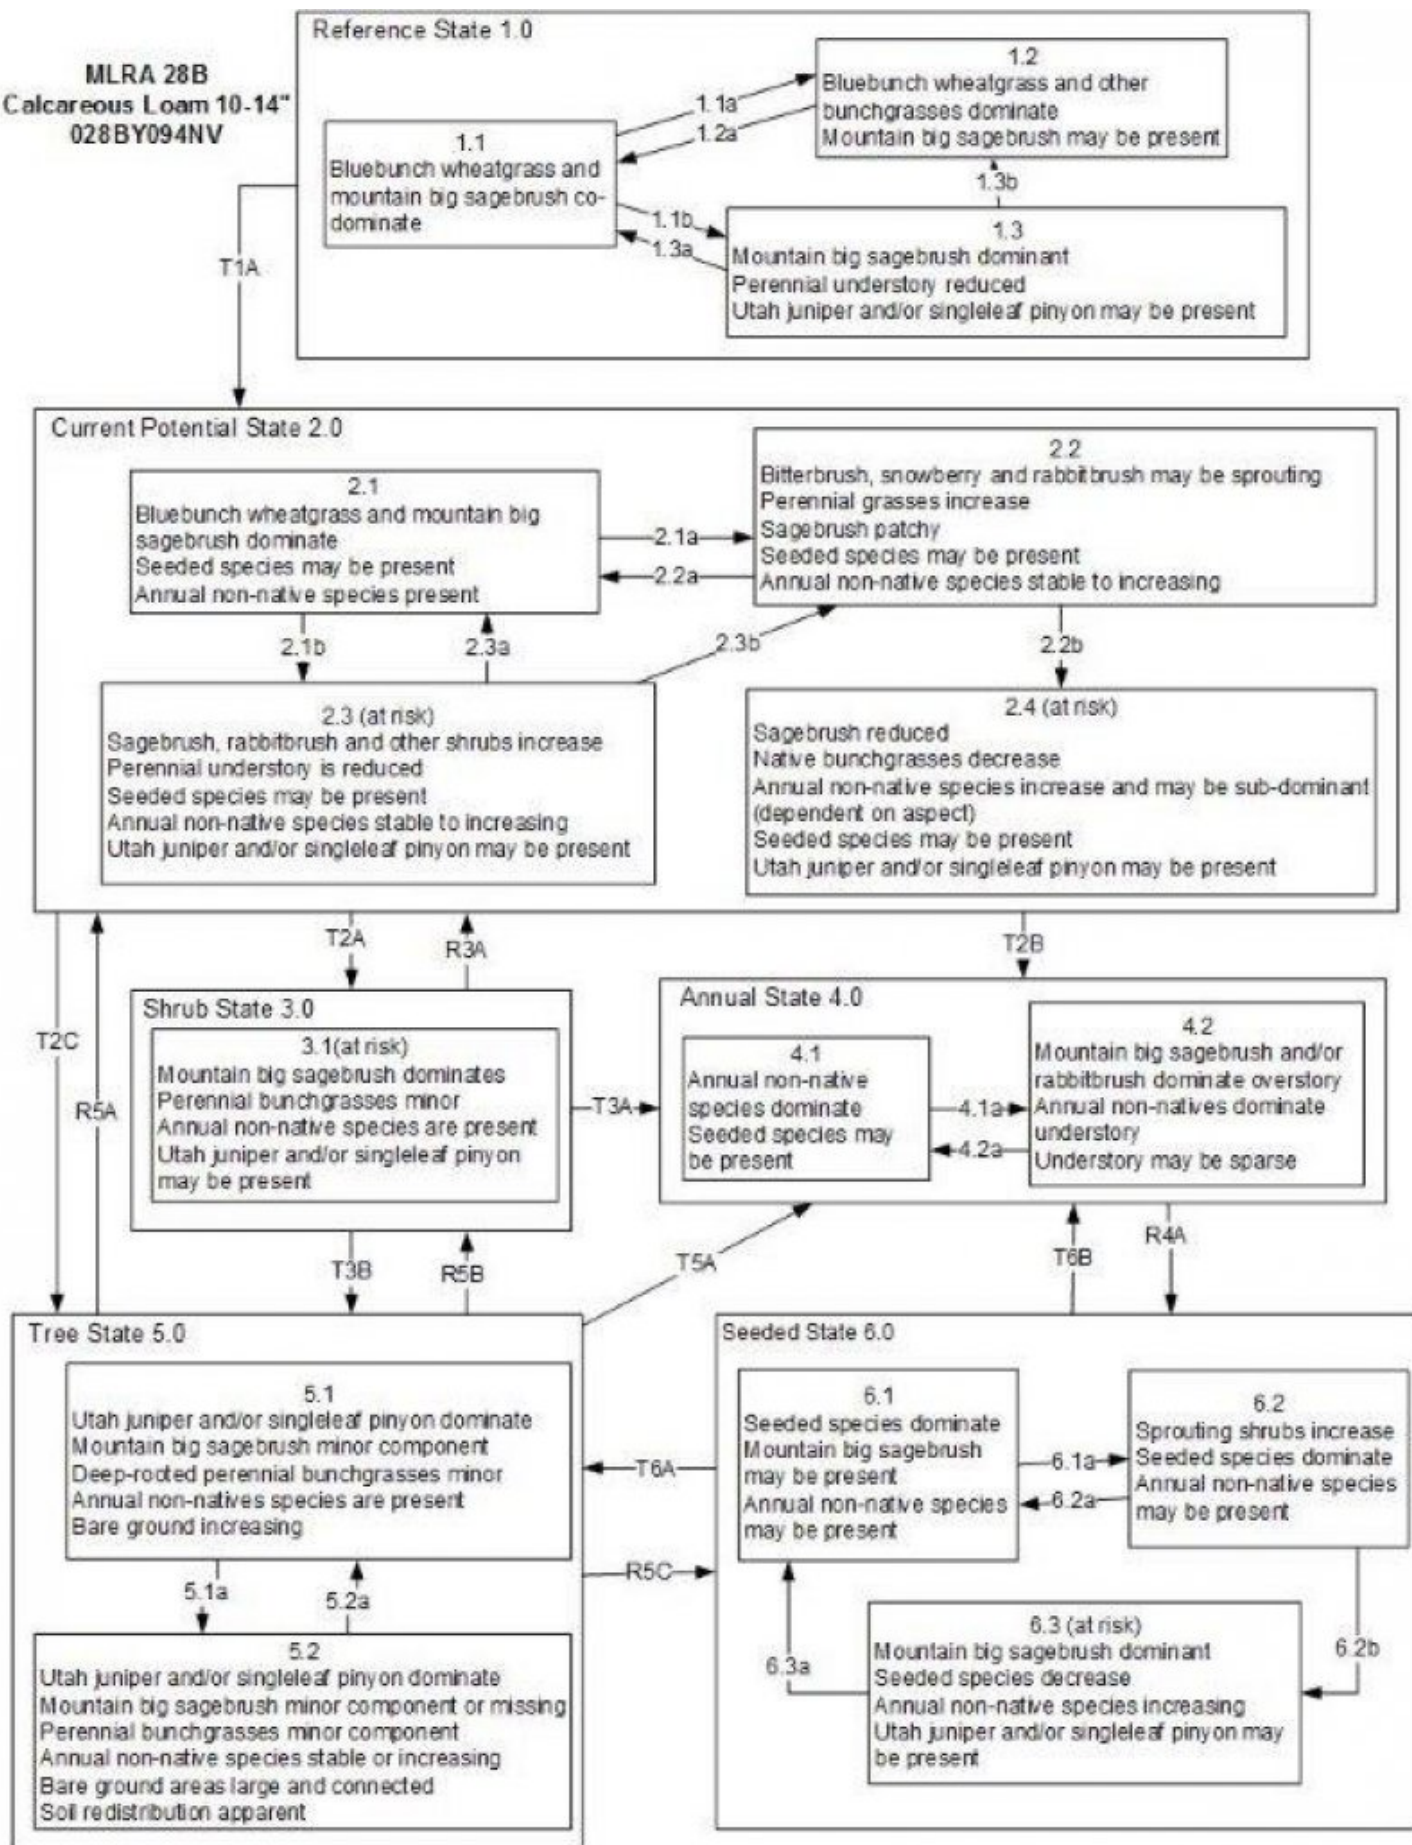 Reference State 1.0
MLRA 28B
Calcareous Loam 10-14"
028BY094NV
1.1
Bluebunch wheatgrass and
mountain big sagebrush co-
dominate
1.1a
1.2a
1.2
Bluebunch wheatgrass and other
bunchgrasses dominate
Mountain big sagebrush may be present
1.3b
1.1b
1.3a
1.3
Mountain big sagebrush dominant
Perennial understory reduced
Utah juniper and/or singleleaf pinyon may be present
T1A
Current Potential State 2.0
2.1
Bluebunch wheatgrass and mountain big
sagebrush dominate
Seeded species may be present
Annual non-native species present
2.1a
2.2a
2.2
Bitterbrush, snowberry and rabbitbrush may be sprouting
Perennial grasses increase
Sagebrush patchy
Seeded species may be present
Annual non-native species stable to increasing
2.1b
2.3a
2.3b
2.2b
2.3 (at risk)
Sagebrush, rabbitbrush and other shrubs increase
Perennial understory is reduced
Seeded species may be present
Annual non-native species stable to increasing
Utah juniper and/or singleleaf pinyon may be present
2.4 (at risk)
Sagebrush reduced
Native bunchgrasses decrease
Annual non-native species increase and may be sub-dominant
(dependent on aspect)
Seeded species may be present
Utah juniper and/or singleleaf pinyon may be present
T2A
R3A
T2B
T2C
R5A
Shrub State 3.0
3.1(at risk)
Mountain big sagebrush dominates
Perennial bunchgrasses minor
Annual non-native species are present
Utah juniper and/or singleleaf pinyon
may be present
T3A
Annual State 4.0
4.1
Annual non-native
species dominate
Seeded species may
be present
4.1a
4.2a
4.2
Mountain big sagebrush and/or
rabbitbrush dominate overstory
Annual non-natives dominate
understory
Understory may be sparse
T3B
R5B
T5A
T6B
R4A
Tree State 5.0
5.1
Utah juniper and/or singleleaf pinyon dominate
Mountain big sagebrush minor component
Deep-rooted perennial bunchgrasses minor
Annual non-natives species are present
Bare ground increasing
5.1a
5.2a
5.2
Utah juniper and/or singleleaf pinyon dominate
Mountain big sagebrush minor component or missing
Perennial bunchgrasses minor component
Annual non-native species stable or increasing
Bare ground areas large and connected
Soil redistribution apparent
T6A
R5C
Seeded State 6.0
6.1
Seeded species dominate
Mountain big sagebrush
may be present
Annual non-native species
may be present
6.1a
6.2a
6.2
Sprouting shrubs increase
Seeded species dominate
Annual non-native species
may be present
6.3a
6.2b
6.3 (at risk)
Mountain big sagebrush dominant
Seeded species decrease
Annual non-native species increasing
Utah juniper and/or singleleaf pinyon may
be present